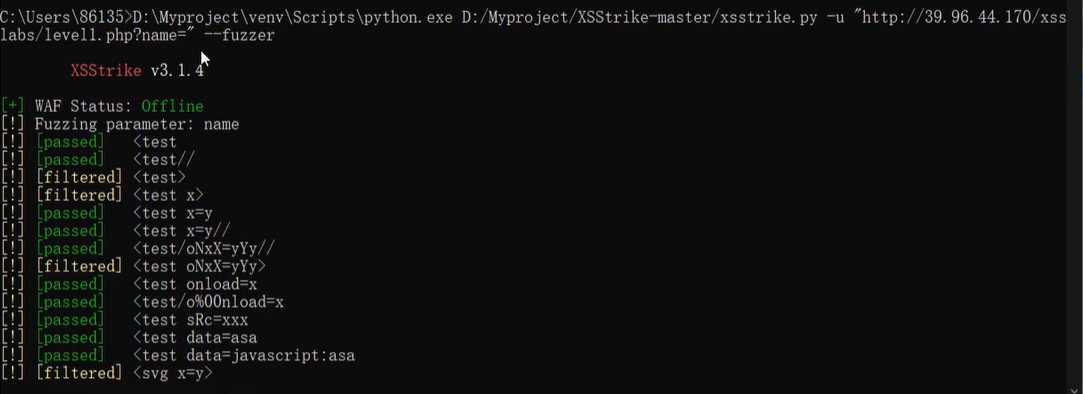 C:\Users\86135>D:\Myproject\venv\Scripts\python.exe D:/Myproject/XSStrike-master/xsstrike.py -u "http://39.96.44.170/xss
labs/level1.php?name=" --fuzzer
XSStrike v3.1.4
[+] WAF Status: Offline
[!] Fuzzing parameter: name
[!] [passed] <test
[!] [passed] <test//
[!] [filtered] <test>
[!] [filtered] <test x>
[!] [passed] <test x=y
[!] [passed] <test x=y//
[!] [passed] <test/oNxX=yYy//
[!] [filtered] <test oNxX=yYy>
[!] [passed] <test onload=x
[!] [passed] <test/o%00nload=x
[!] [passed] <test sRc=xxx
[!] [passed] <test data=asa
[!] [passed] <test data=javascript:asa
[!] [filtered] <svg x=y>